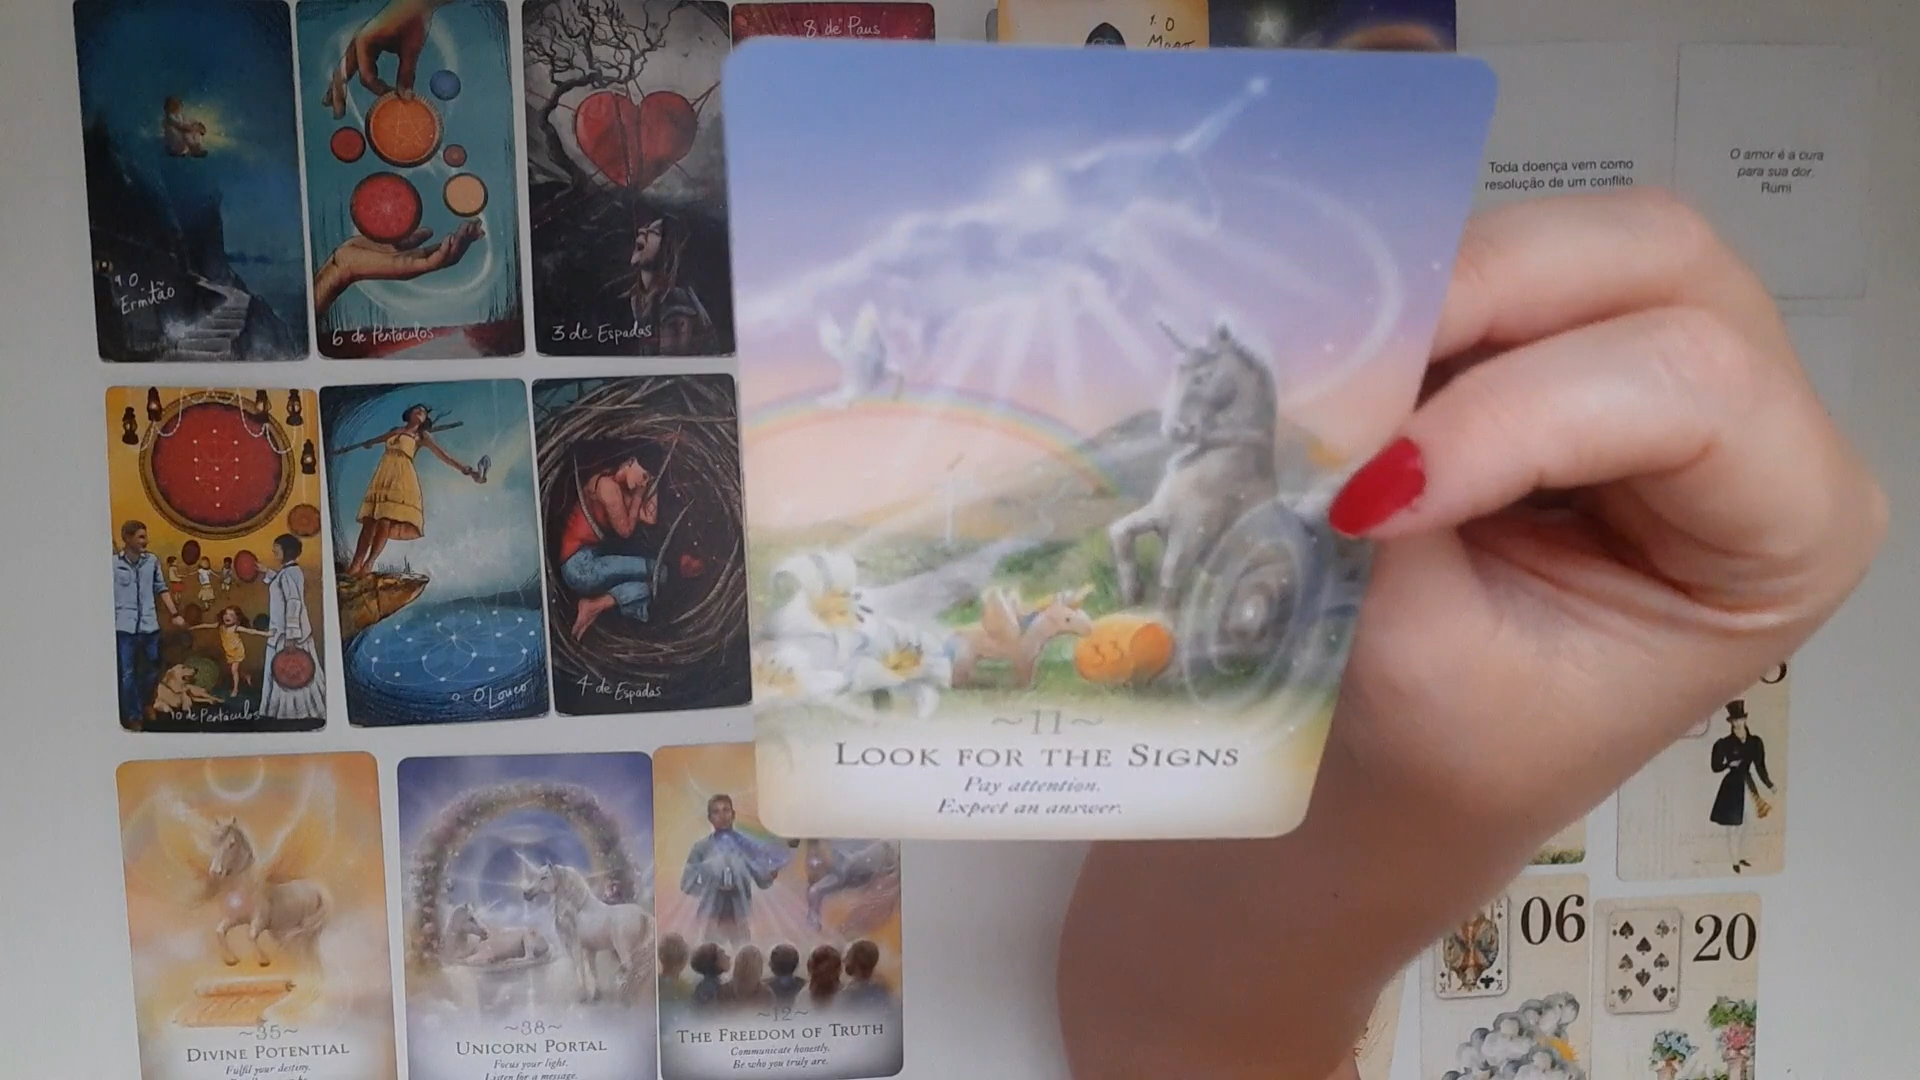 8 de Paus
1. O
Mago
Toda doença vem como
resolução de um conflito
O amor é a cura
para sua dor.
Rumi
9. O
Ermitão
6 de Pentáculos
3 de Espadas
10 de Pentáculos
0. O Louco
4 de Espadas
33
~11~
LOOK FOR THE SIGNS
Pay attention.
Expect an answer.
~35~
DIVINE POTENTIAL
Fulfil your destiny.
~38~
UNICORN PORTAL
Focus your light.
Listen for a message.
~12~
THE FREEDOM OF TRUTH
Communicate honestly.
Be who you truly are.
06
20